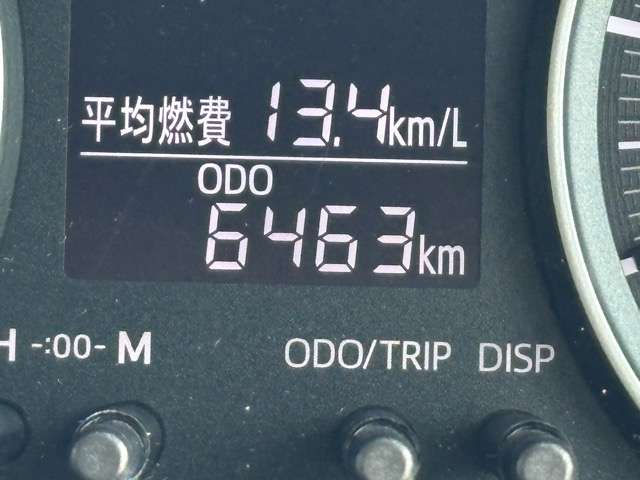 平均燃費 13.4km/L
ODO
6463km
H -:00- M
ODO/TRIP DISP